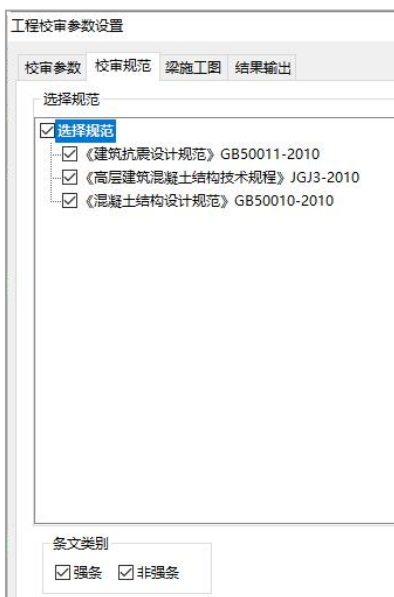 工程校审参数设置
校审参数 校审规范 梁施工图 结果输出
选择规范
选择规范
《建筑抗震设计规范》GB50011-2010
《高层建筑混凝土结构技术规程》JGJ3-2010
《混凝土结构设计规范》GB50010-2010
条文类别
强条 非强条